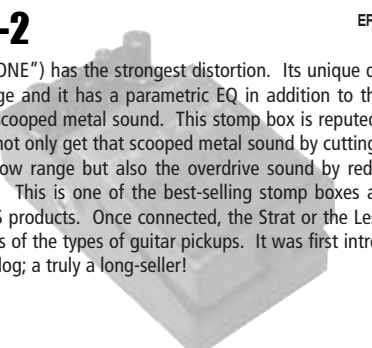 -2
EF
ONE") has the strongest distortion. Its unique
ge and it has a parametric EQ in addition to th
scooped metal sound. This stomp box is reputed
not only get that scooped metal sound by cutting
ow range but also the overdrive sound by red
This is one of the best-selling stomp boxes a
S products. Once connected, the Strat or the Les
s of the types of guitar pickups. It was first intro
log; a truly a long-seller!